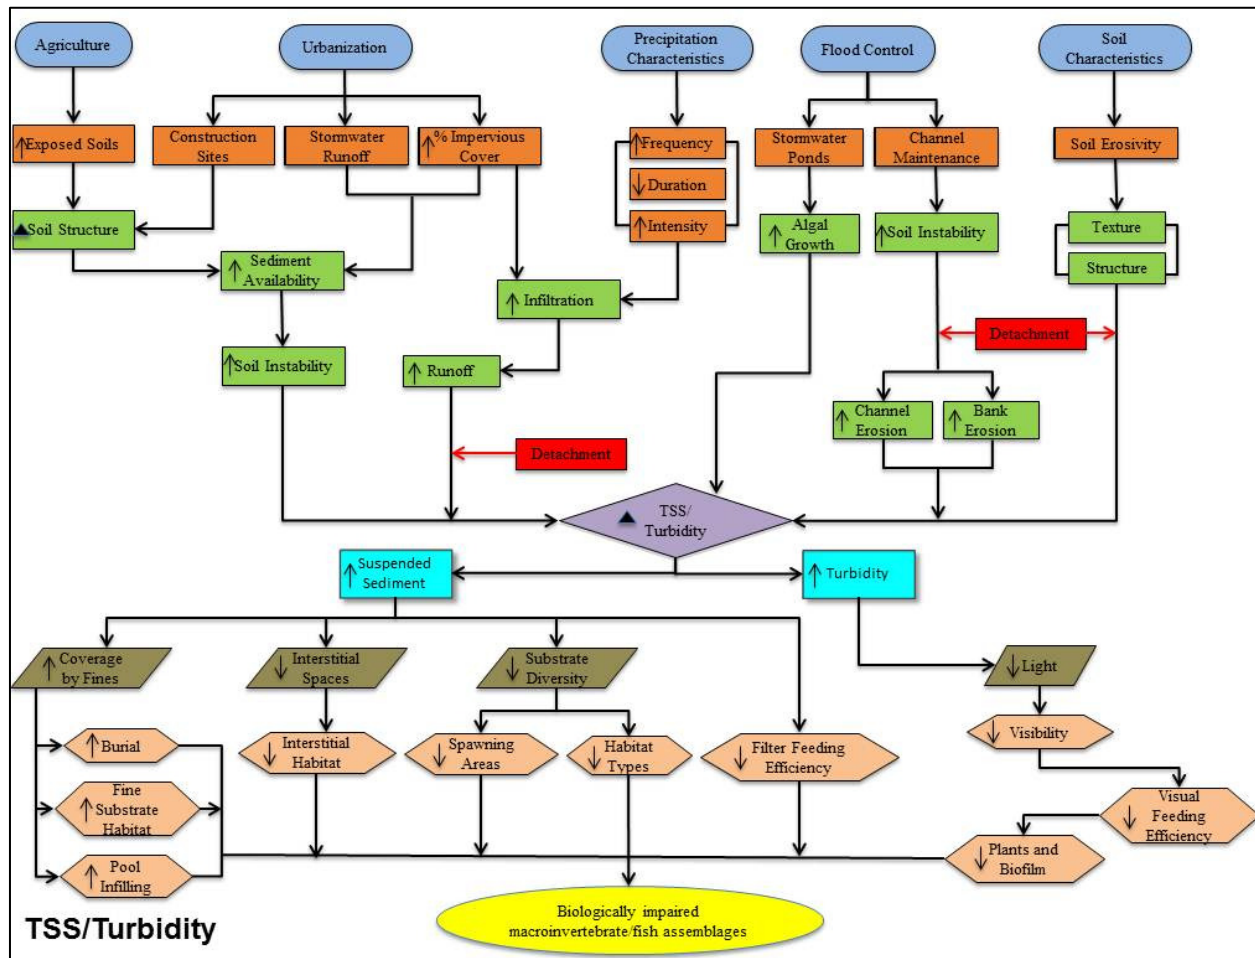 Agriculture
Urbanization
Precipitation
Characteristics
Flood Control
Soil
Characteristics
↑Exposed Soils
Construction
Sites
Stormwater
Runoff
↑% Impervious
Cover
↑Frequency
↓ Duration
↑Intensity
Stormwater
Ponds
Channel
Maintenance
Soil Erosivity
▲Soil Structure
↑ Algal
Growth
↑Soil Instability
Texture
Structure
↑ Sediment
Availability
↑ Infiltration
Detachment
↑Soil Instability
↑ Runoff
↑ Channel
Erosion
↑ Bank
Erosion
Detachment
▲ TSS/
Turbidity
↑ Suspended
Sediment
↑ Turbidity
↑ Coverage
by Fines
↓ Interstitial
Spaces
↓ Substrate
Diversity
↓Light
↑ Burial
↓ Interstitial
Habitat
↓ Spawning
Areas
↓ Habitat
Types
↓ Filter Feeding
Efficiency
↓ Visibility
↑ Fine
Substrate
Habitat
↓ Visual
Feeding
Efficiency
↑ Pool
Infilling
↓ Plants and
Biofilm
Biologically impaired
macroinvertebrate/fish assemblages
TSS/Turbidity